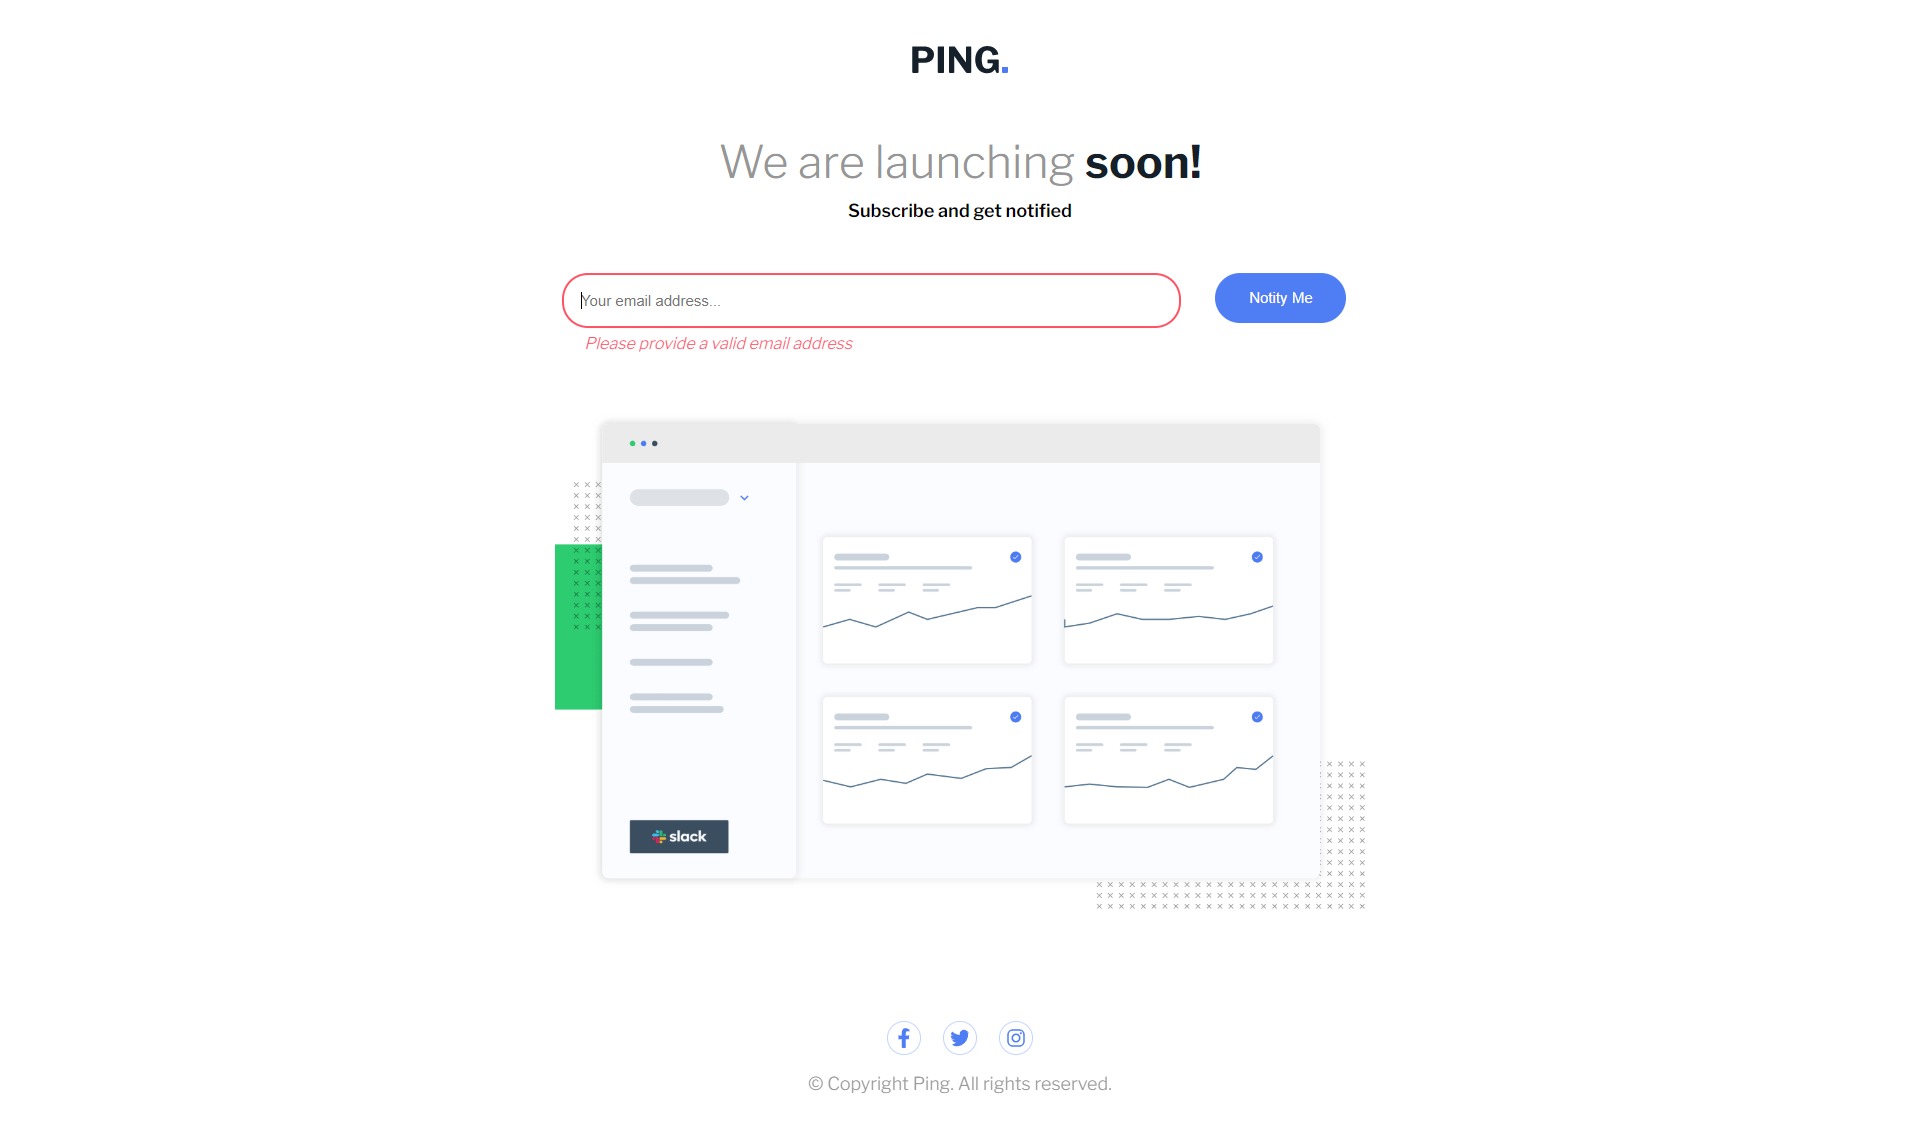 PING.
We are launching soon!
Subscribe and get notified
Your email address...
Notity Me
Please provide a valid email address
slack
© Copyright Ping. All rights reserved.